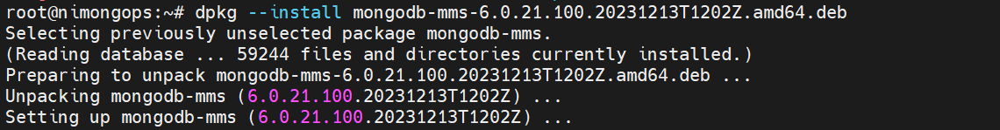 root@nimongops:~# dpkg --install mongodb-mms-6.0.21.100.20231213T1202Z.amd64.deb
Selecting previously unselected package mongodb-mms.
(Reading database ... 59244 files and directories currently installed.)
Preparing to unpack mongodb-mms-6.0.21.100.20231213T1202Z.amd64.deb ...
Unpacking mongodb-mms (6.0.21.100.20231213T1202Z) ...
Setting up mongodb-mms (6.0.21.100.20231213T1202Z) ...